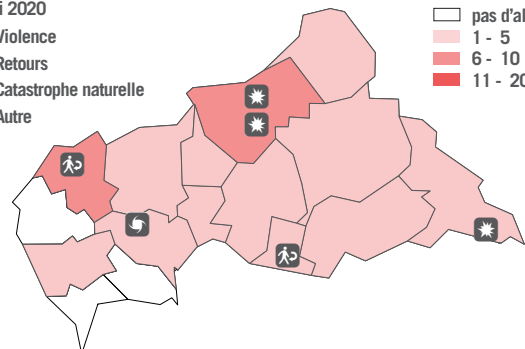 i 2020
Violence
Retours
Catastrophe naturelle
Autre
pas d'al
1 - 5
6 - 10
11 - 20